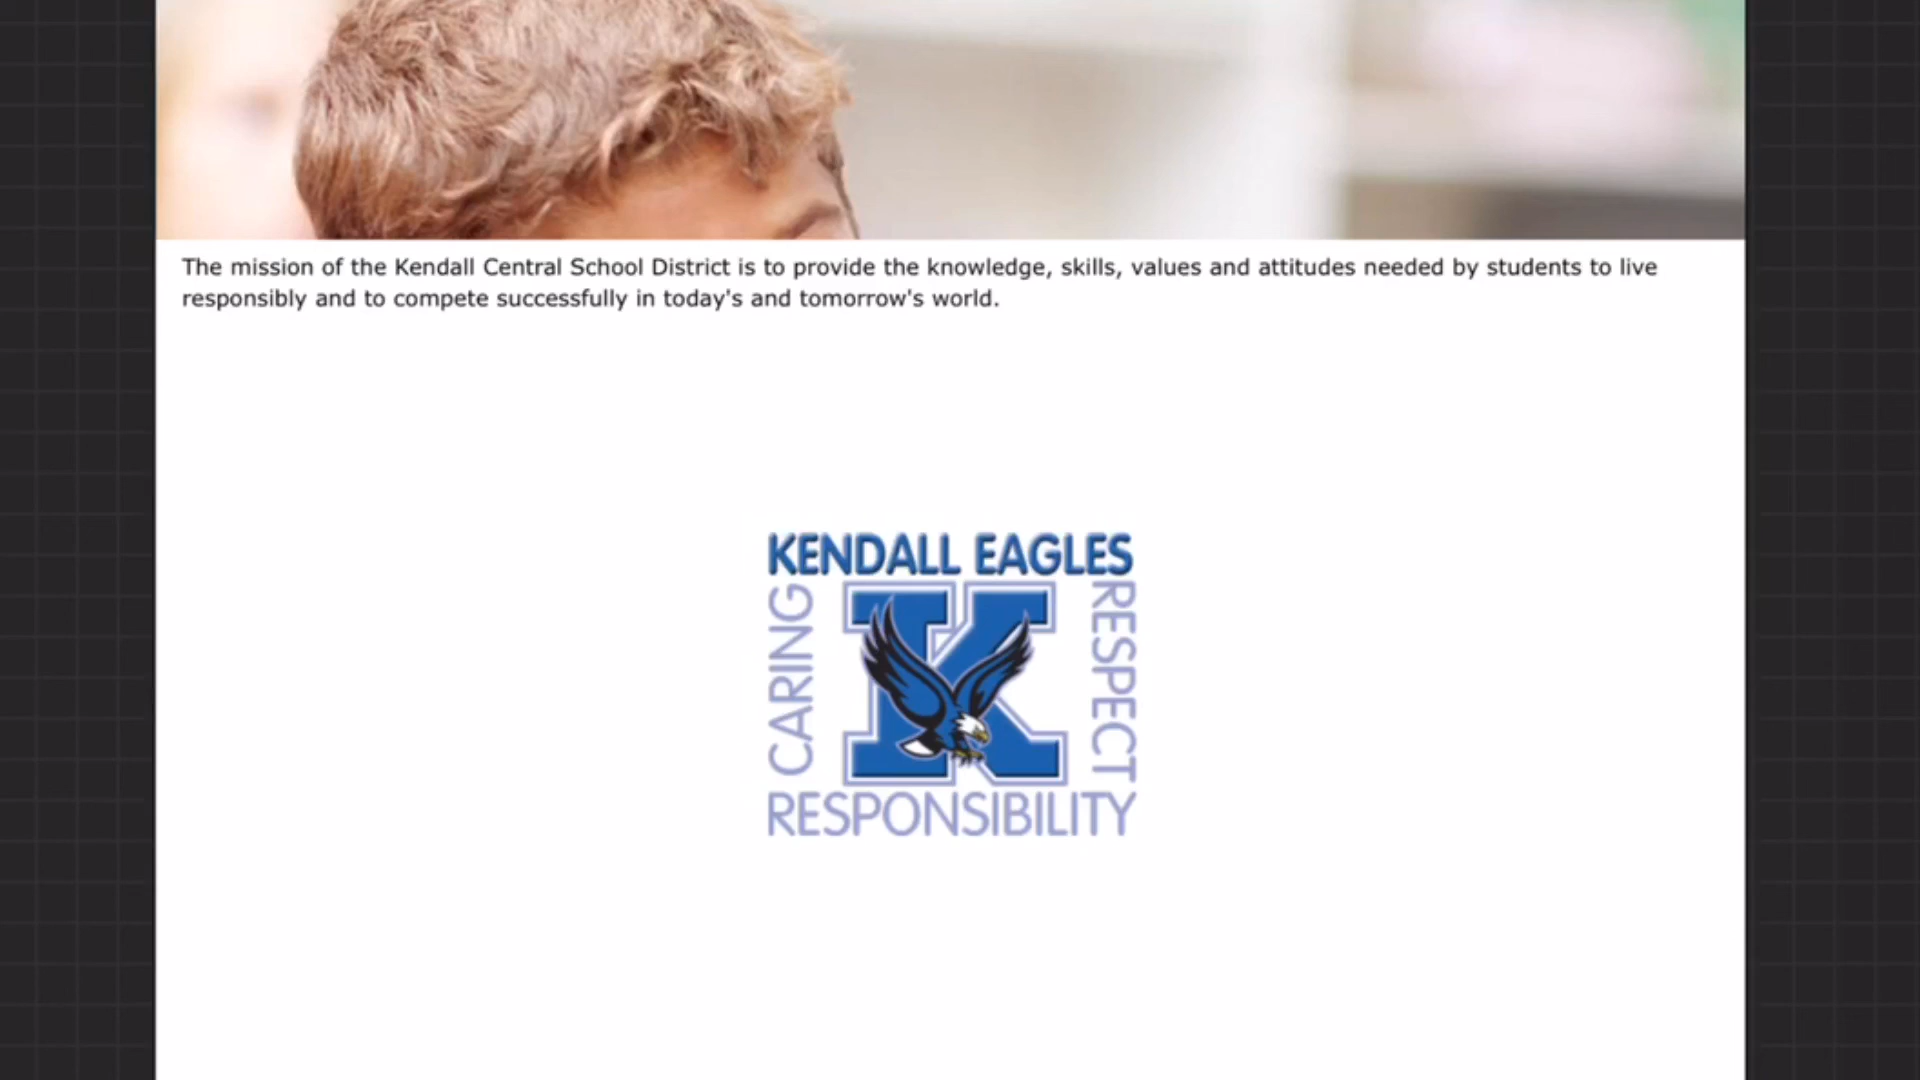 The mission of the Kendall Central School District is to provide the knowledge, skills, values and attitudes needed by students to live
responsibly and to compete successfully in today's and tomorrow's world.
KENDALL EAGLES
CARING
K
RESPECT
RESPONSIBILITY